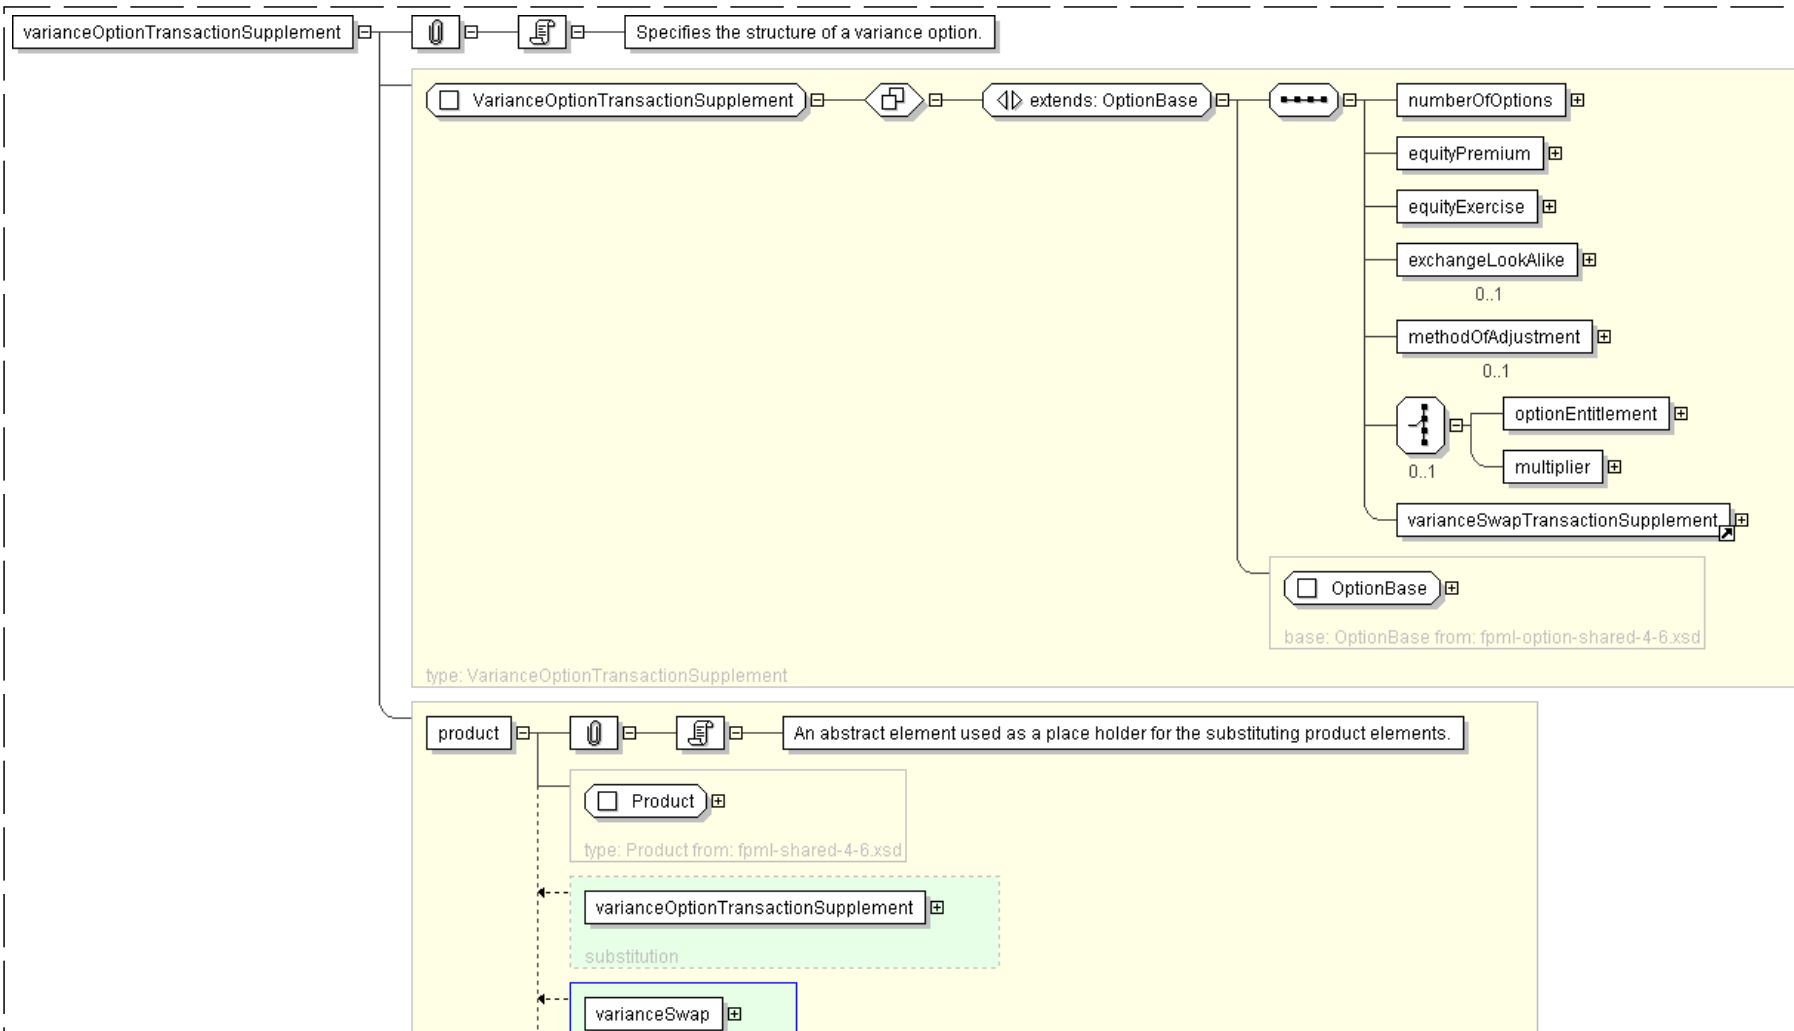 varianceOptionTransactionSupplement
Specifies the structure of a variance option.
VarianceOptionTransactionSupplement
extends: OptionBase
numberOfOptions
equityPremium
equityExercise
exchangeLookAlike
0..1
methodOfAdjustment
0..1
optionEntitlement
multiplier
0..1
varianceSwapTransactionSupplement
OptionBase
base: OptionBase from: fpml-option-shared-4-6.xsd
type: VarianceOptionTransactionSupplement
product
An abstract element used as a place holder for the substituting product elements.
Product
type: Product from: fpml-shared-4-6.xsd
varianceOptionTransactionSupplement
substitution
varianceSwap